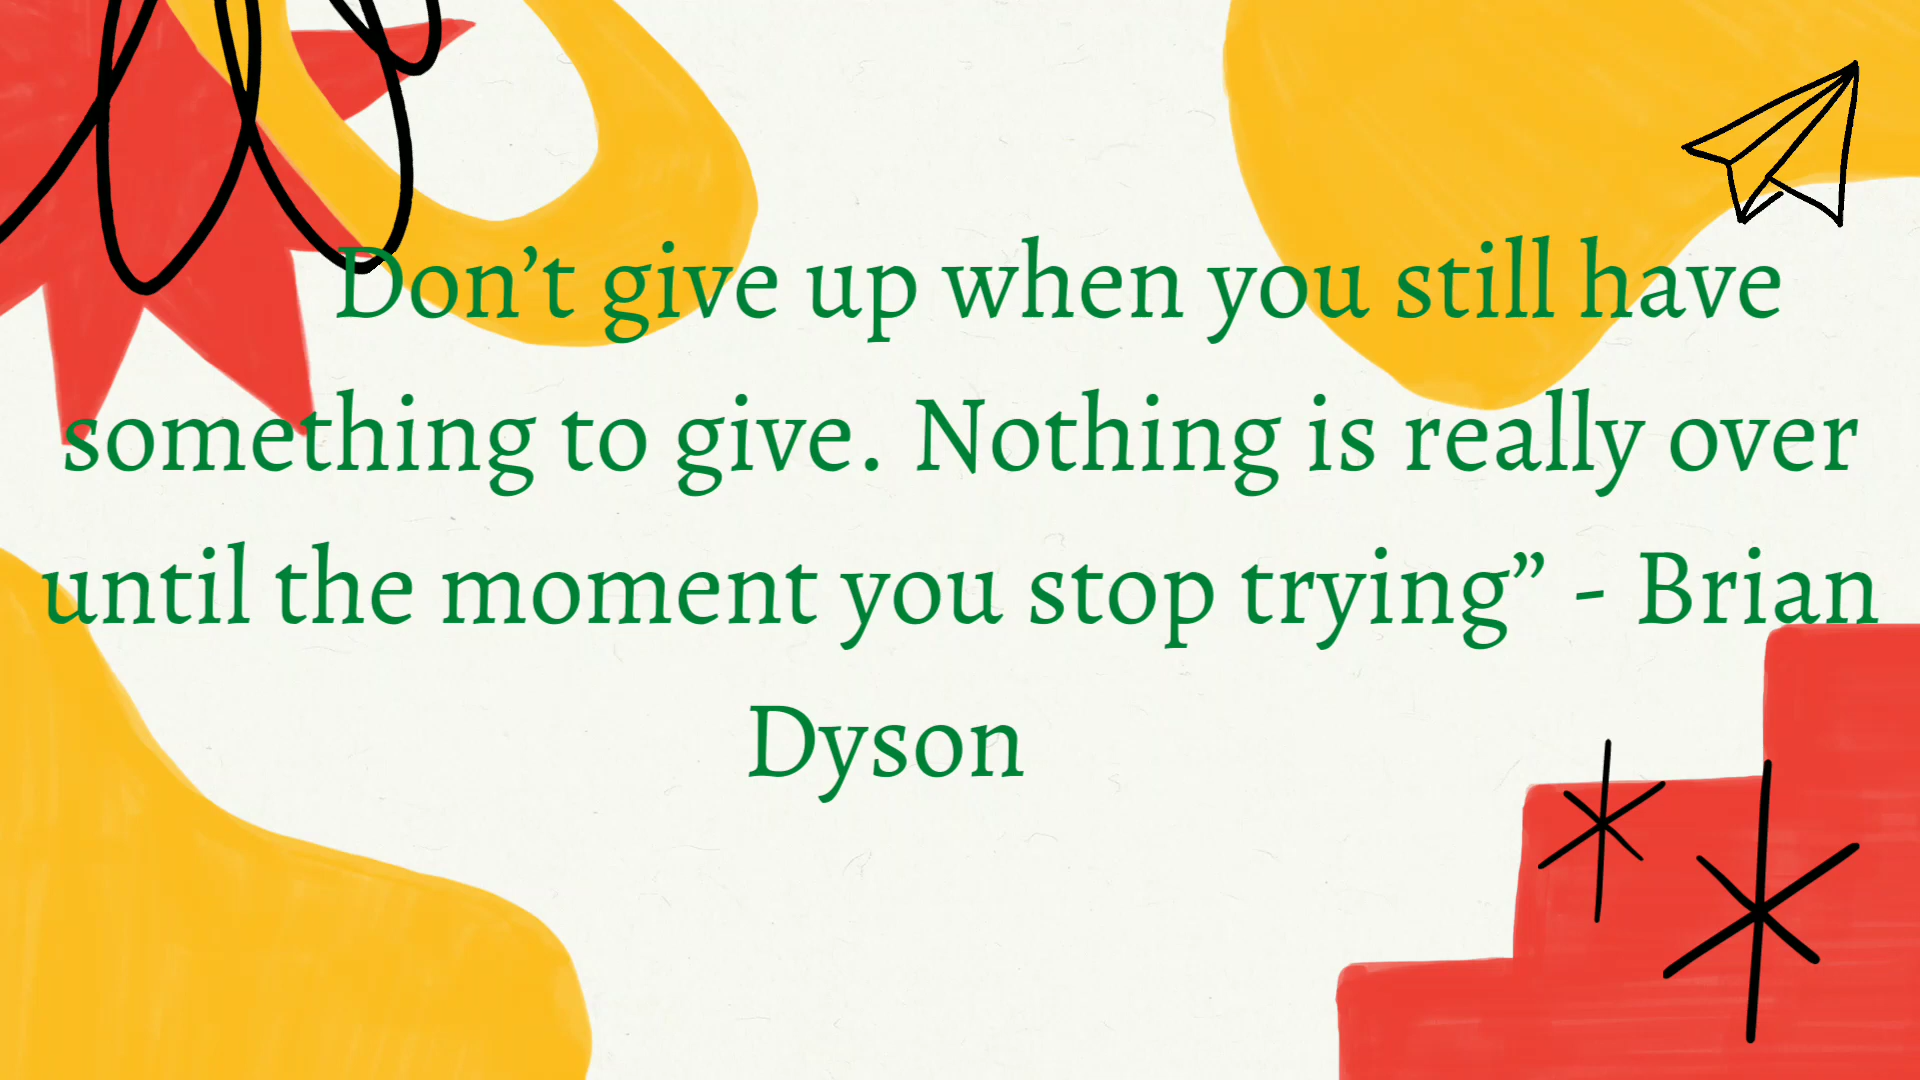 Don’t give up when you still have
something to give. Nothing is really over
until the moment you stop trying” - Brian
Dyson